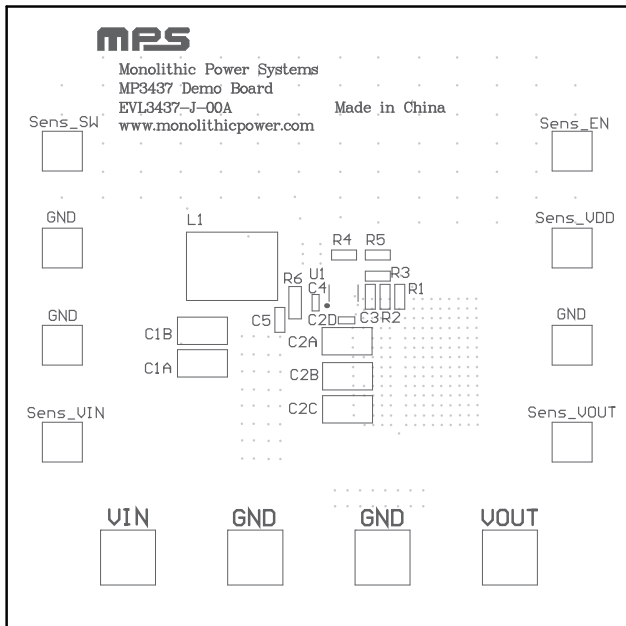 MPS
Monolithic Power Systems
MP3437 Demo Board
EVL3437-J-00A
Made in China
www.monolithicpower.com
Sens_SW
Sens_EN
GND
L1
Sens_VDD
R4
R5
U1
R3
R6
C4
R1
GND
C1B
C5
C2D
C3
R2
GND
C2A
C1A
C2B
C2C
Sens_VIN
Sens_VOUT
VIN
GND
GND
VOUT